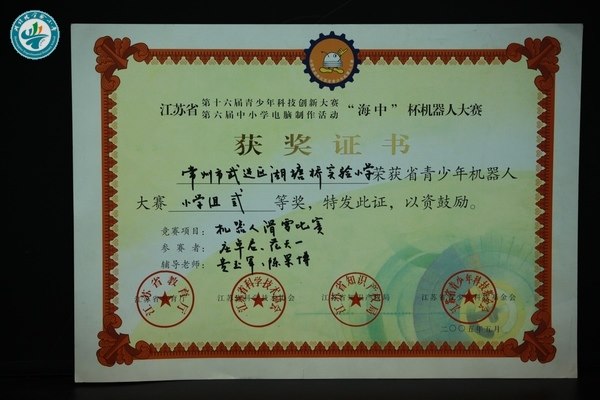 江苏省
第十六届青少年科技创新大赛
第六届中小学电脑制作活动
“海中”杯机器人大赛
获奖证书
常州市武进区湖塘桥实验小学荣获省青少年机器人
大赛 小学组 贰 等奖，特发此证，以资鼓励。
竞赛项目：机器人滑雪比赛
参赛者：
辅导老师：
江苏省教育厅
江苏省科学技术协会
江苏省知识产权局
二○○五年五月